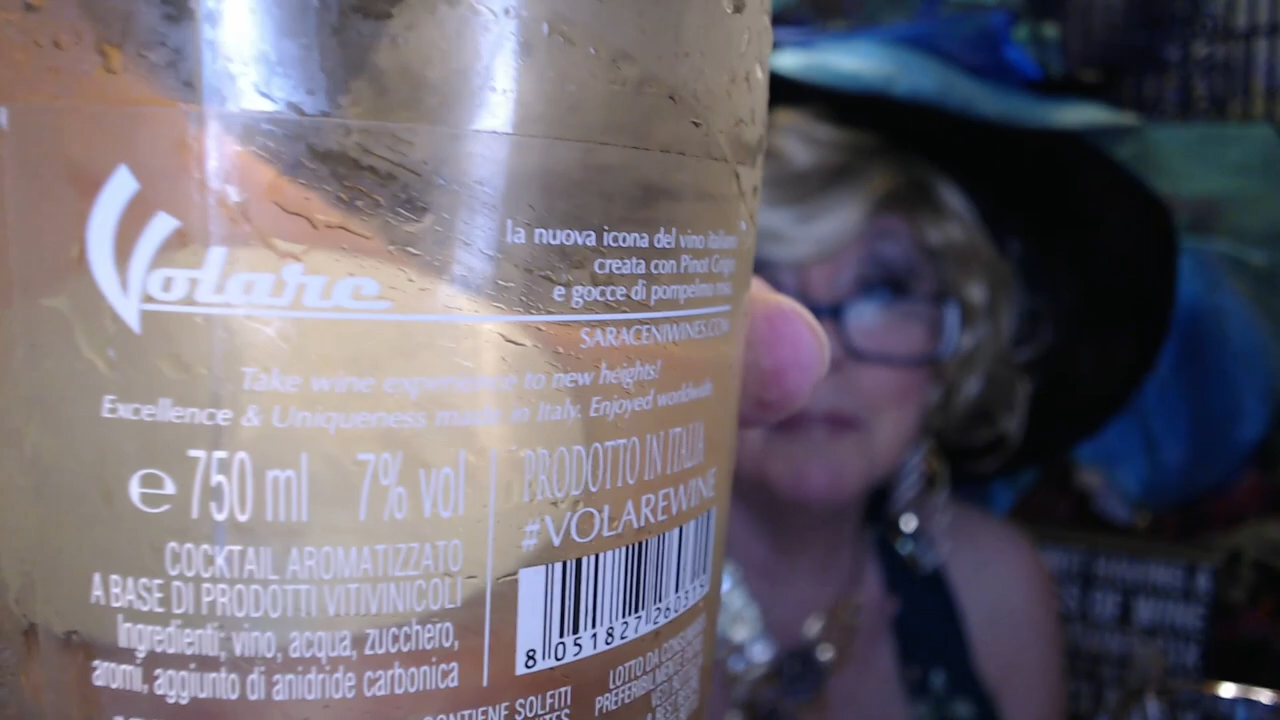 Volare
la nuova icona del vino italiano
creata con Pinot Grigio
e gocce di pompelmo rosa
SARACENIWINES.COM
Take wine experience to new heights!
Excellence & Uniqueness made in Italy. Enjoyed worldwide
e 750 ml 7% vol
PRODOTTO IN ITALIA
#VOLAREWINE
COCKTAIL AROMATIZZATO
A BASE DI PRODOTTI VITIVINICOLI
Ingredienti; vino, acqua, zucchero,
aromi, aggiunto di anidride carbonica
8 051827 26031
CONTIENE SOLFITI
LOTTO DA
OF WINE